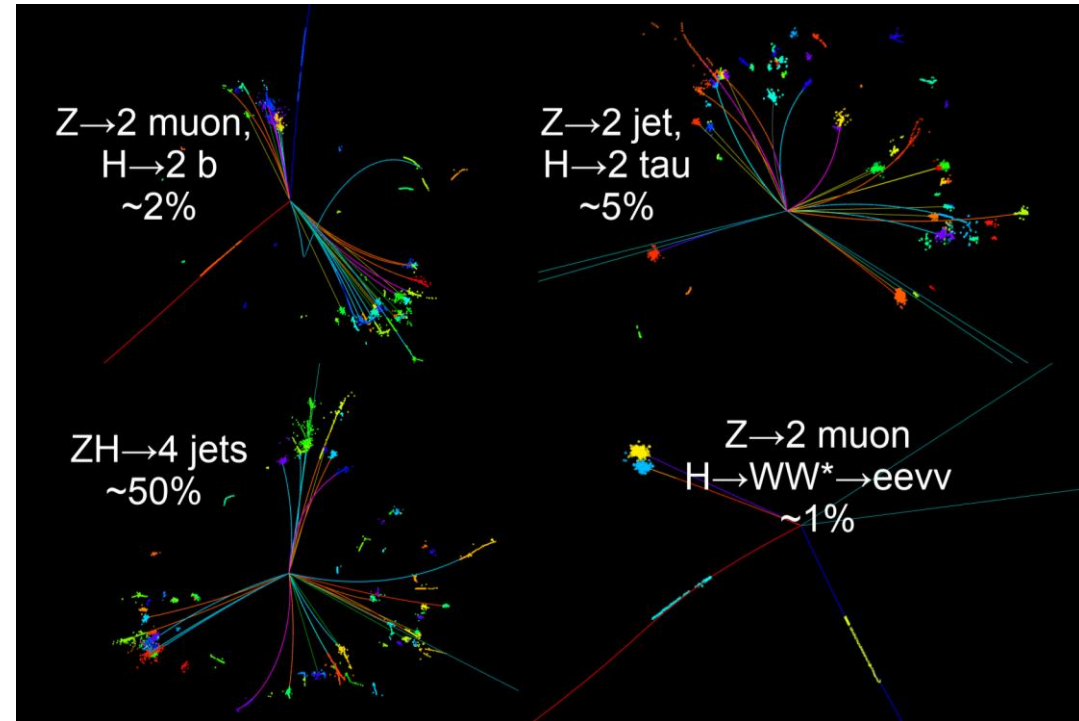 Z→2 muon,
H→2 b
~2%
Z→2 jet,
H→2 tau
~5%
ZH→4 jets
~50%
Z→2 muon
H→WW*→eevv
~1%